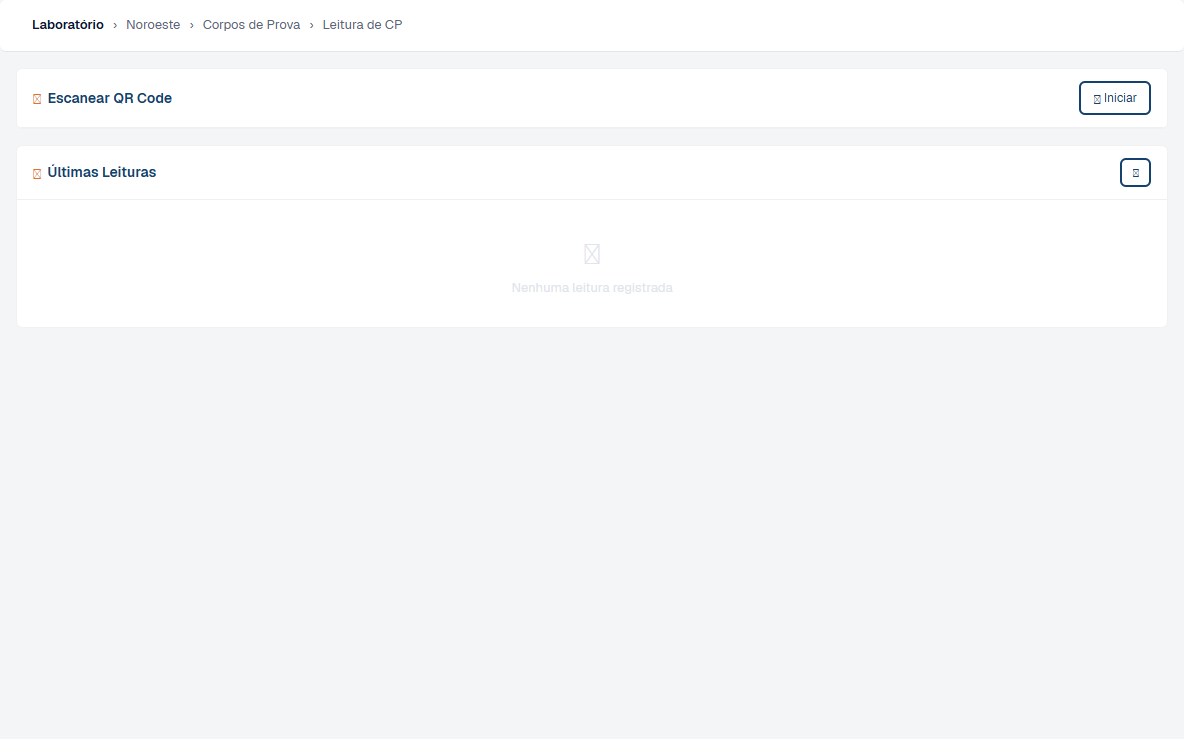 Laboratório › Noroeste › Corpos de Prova › Leitura de CP
Escanear QR Code
Iniciar
Últimas Leituras
Nenhuma leitura registrada